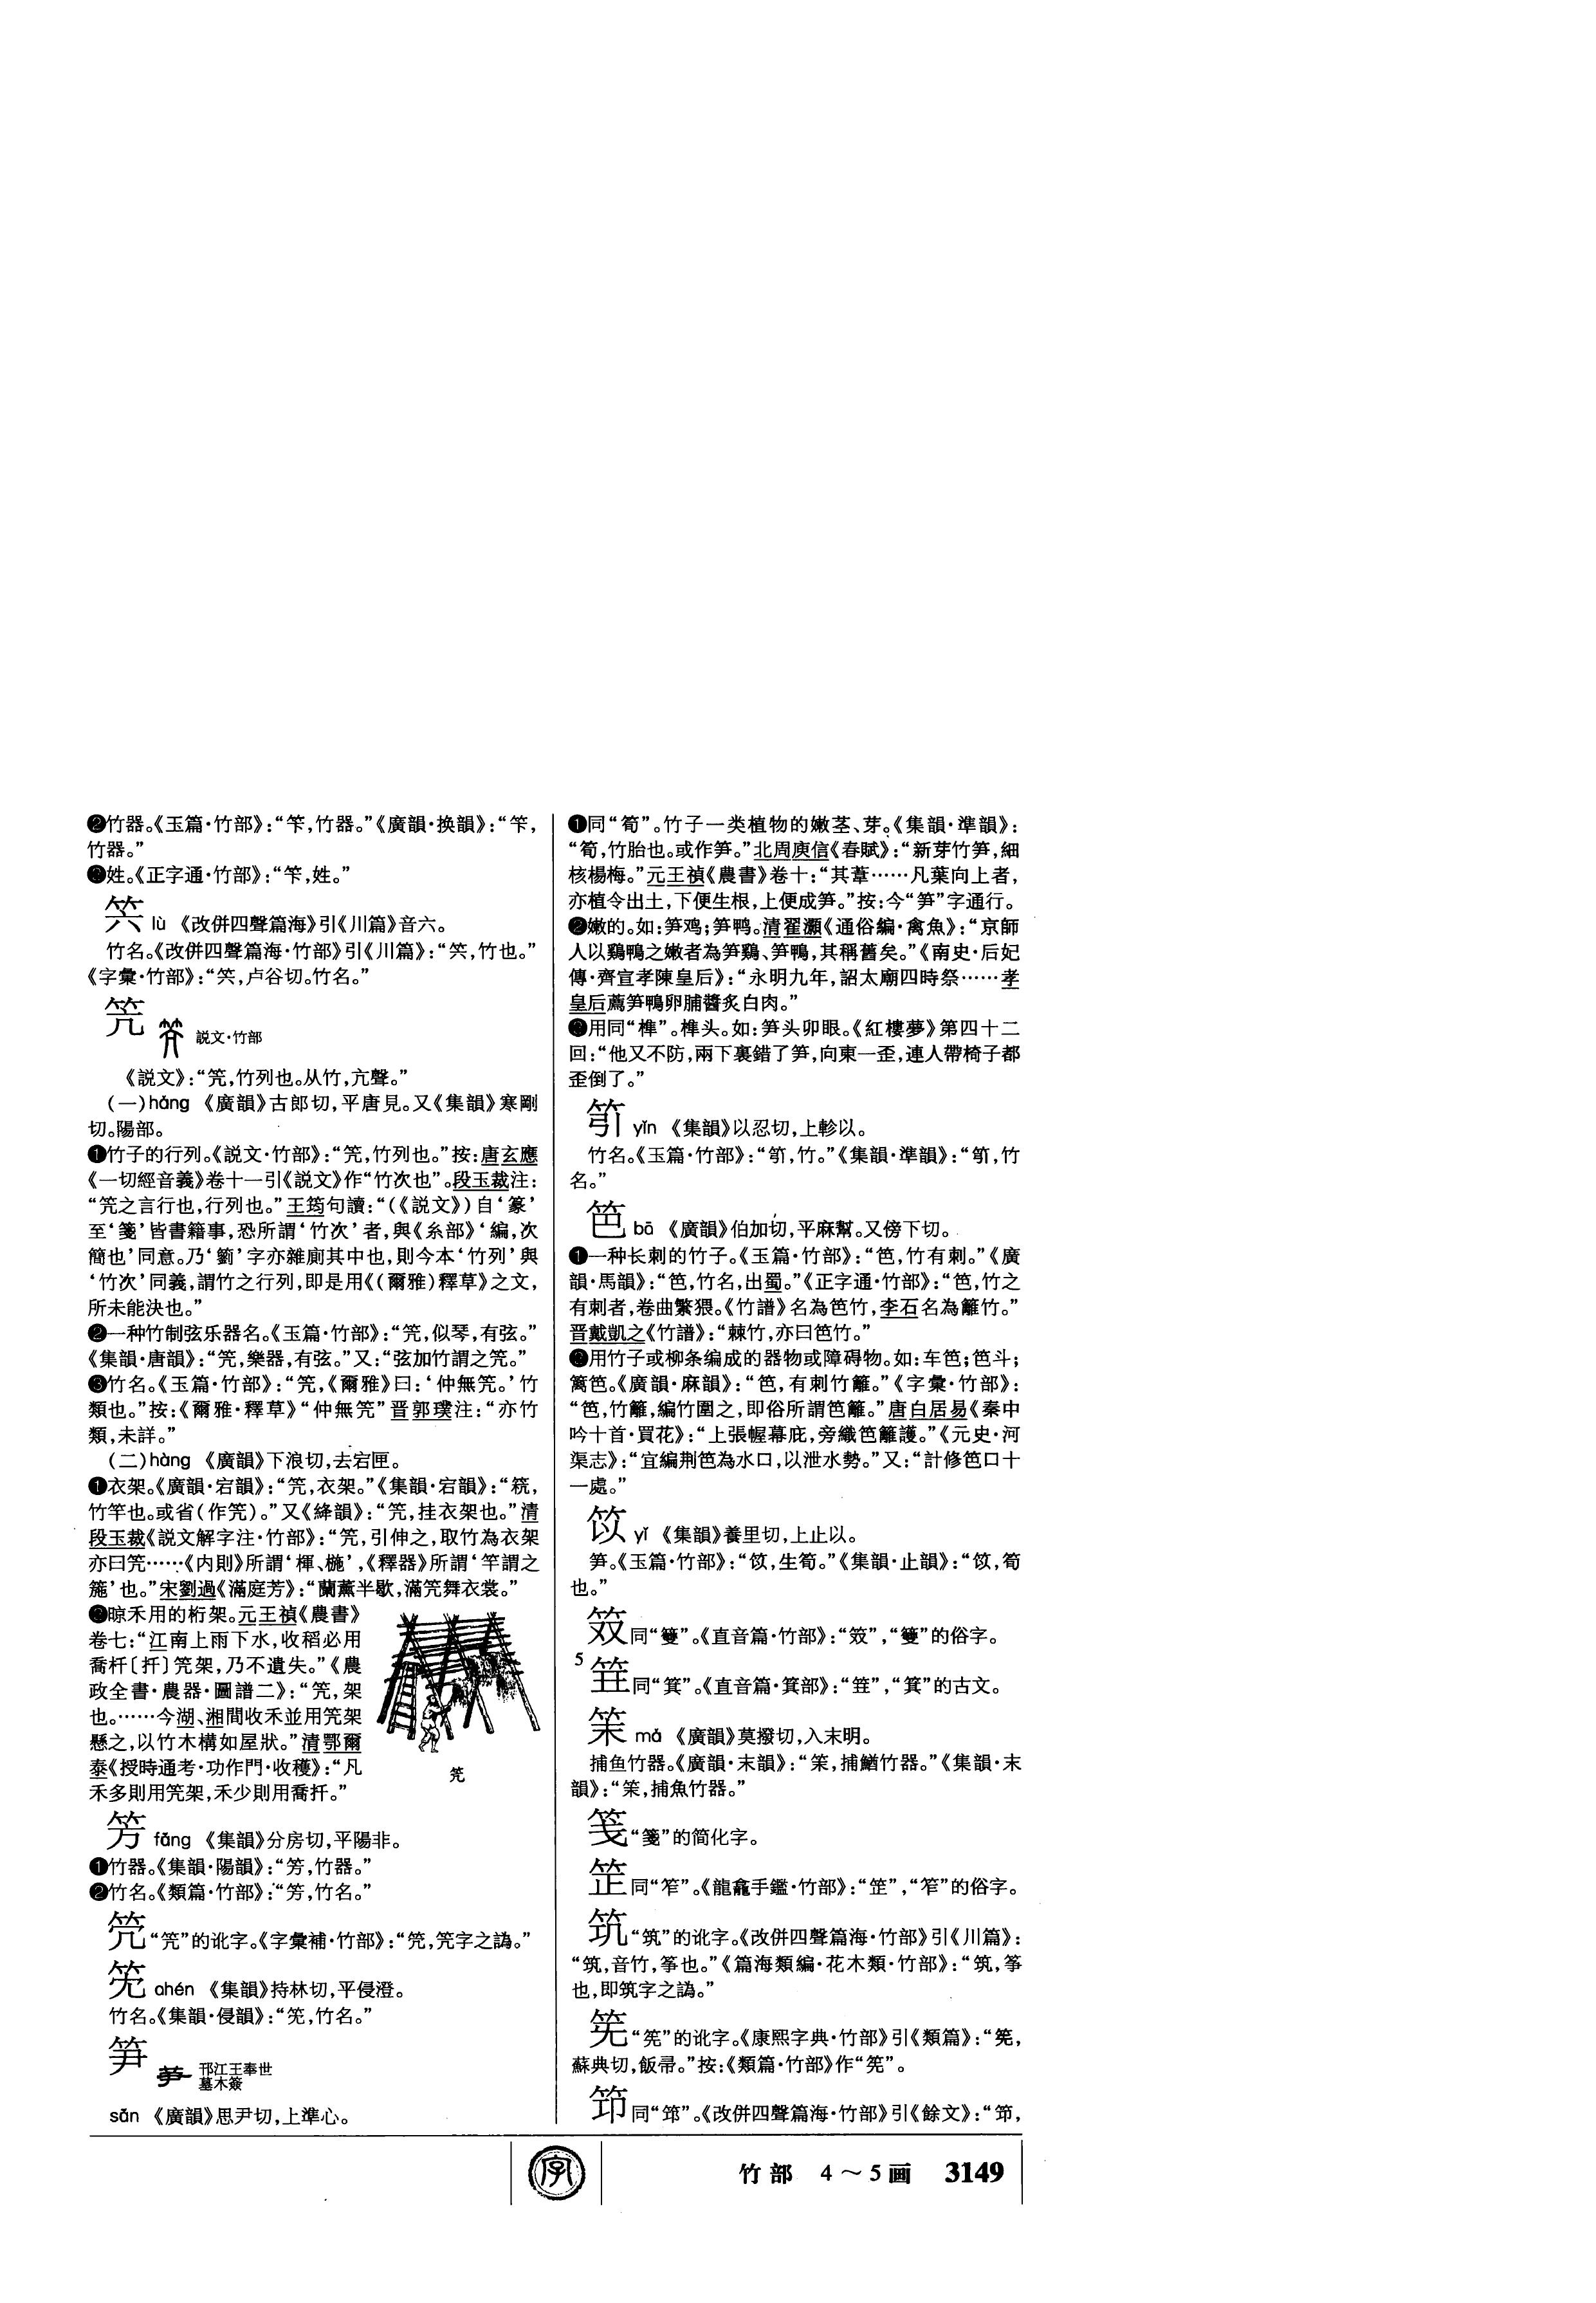 ❷竹器。《玉篇·竹部》：“笇，竹器。”《廣韻·換韻》：“笇，
竹器。”
❸姓。《正字通·竹部》：“笇，姓。”
lù 《改併四聲篇海》引《川篇》音六。
竹名。《改併四聲篇海·竹部》引《川篇》：“，竹也。”
《字彙·竹部》：“，卢谷切。竹名。”
笐 説文·竹部
《説文》：“笐，竹列也。从竹，亢聲。”
(一)hǎng 《廣韻》古郎切，平唐見。又《集韻》寒剛
切。陽部。
❶竹子的行列。《説文·竹部》：“笐，竹列也。”按：唐玄應
《一切經音義》卷十一引《説文》作“竹次也”。段玉裁注：
“笐之言行也，行列也。”王筠句讀：“(《説文》)自‘篆’
至‘箋’皆書籍事，恐所謂‘竹次’者，與《糸部》‘編，次
簡也’同意。乃‘籥’字亦雜廁其中也，則今本‘竹列’與
‘竹次’同義，謂竹之行列，即是用《(爾雅)釋草》之文，
所未能決也。”
❷一种竹制弦乐器名。《玉篇·竹部》：“笐，似琴，有弦。”
《集韻·唐韻》：“笐，樂器，有弦。”又：“弦加竹謂之笐。”
❸竹名。《玉篇·竹部》：“笐，《爾雅》曰：‘仲無笐。’竹
類也。”按：《爾雅·釋草》“仲無笐”晋郭璞注：“亦竹
類，未詳。”
(二)hàng 《廣韻》下浪切，去宕匣。
❶衣架。《廣韻·宕韻》：“笐，衣架。”《集韻·宕韻》：“，
竹竿也。或省(作笐)。”又《絳韻》：“笐，挂衣架也。”清
段玉裁《説文解字注·竹部》：“笐，引伸之，取竹為衣架
亦曰笐……《内則》所謂‘楎、椸’，《釋器》所謂‘竿謂之
箷’也。”宋劉過《滿庭芳》：“蘭薰半歇，滿笐舞衣裳。”
❷晾禾用的桁架。元王禎《農書》
卷七：“江南上雨下水，收稻必用
喬杄〔扦〕笐架，乃不遺失。”《農
政全書·農器·圖譜二》：“笐，架
也。……今湖、湘間收禾並用笐架
懸之，以竹木構如屋狀。”清鄂爾
泰《授時通考·功作門·收穫》：“凡
禾多則用笐架，禾少則用喬扦。”
笐
fāng 《集韻》分房切，平陽非。
❶竹器。《集韻·陽韻》：“，竹器。”
❷竹名。《類篇·竹部》：“，竹名。”
“笐”的讹字。《字彙補·竹部》：“，笐字之譌。”
chén 《集韻》持林切，平侵澄。
竹名。《集韻·侵韻》：“，竹名。”
笋 邗江王奉世
墓木簽
sǔn 《廣韻》思尹切，上準心。
❶同“筍”。竹子一类植物的嫩茎、芽。《集韻·準韻》：
“筍，竹胎也。或作笋。”北周庾信《春賦》：“新芽竹笋，細
核楊梅。”元王禎《農書》卷十：“其葦……凡葉向上者，
亦植令出土，下便生根，上便成笋。”按：今“笋”字通行。
❷嫩的。如：笋鸡；笋鸭。清翟灝《通俗編·禽魚》：“京師
人以鷄鴨之嫩者為笋鷄、笋鴨，其稱舊矣。”《南史·后妃
傳·齊宣孝陳皇后》：“永明九年，詔太廟四時祭……孝
皇后薦笋鴨卵脯醬炙白肉。”
❸用同“榫”。榫头。如：笋头卯眼。《紅樓夢》第四十二
回：“他又不防，兩下裏錯了笋，向東一歪，連人帶椅子都
歪倒了。”
yǐn 《集韻》以忍切，上軫以。
竹名。《玉篇·竹部》：“，竹。”《集韻·準韻》：“，竹
名。”
笆 bā 《廣韻》伯加切，平麻幫。又傍下切。
❶一种长刺的竹子。《玉篇·竹部》：“笆，竹有刺。”《廣
韻·馬韻》：“笆，竹名，出蜀。”《正字通·竹部》：“笆，竹之
有刺者，卷曲繁猥。《竹譜》名為笆竹，李石名為籬竹。”
晋戴凱之《竹譜》：“棘竹，亦曰笆竹。”
❷用竹子或柳条编成的器物或障碍物。如：车笆；笆斗；
篱笆。《廣韻·麻韻》：“笆，有刺竹籬。”《字彙·竹部》：
“笆，竹籬，編竹圍之，即俗所謂笆籬。”唐白居易《秦中
吟十首·買花》：“上張幄幕庇，旁織笆籬護。”《元史·河
渠志》：“宜編荆笆為水口，以泄水勢。”又：“計修笆口十
一處。”
yǐ 《集韻》養里切，上止以。
笋。《玉篇·竹部》：“，生筍。”《集韻·止韻》：“，筍
也。”
同“篗”。《直音篇·竹部》：“”，“篗”的俗字。
5
同“箕”。《直音篇·箕部》：“”，“箕”的古文。
笨 mǎ 《廣韻》莫撥切，入末明。
捕鱼竹器。《廣韻·末韻》：“，捕鰌竹器。”《集韻·末
韻》：“，捕魚竹器。”
笺 “箋”的简化字。
同“笮”。《龍龕手鑑·竹部》：“”，“笮”的俗字。
“筑”的讹字。《改併四聲篇海·竹部》引《川篇》：
“，音竹，筝也。”《篇海類編·花木類·竹部》：“，筝
也，即筑字之譌。”
“筅”的讹字。《康熙字典·竹部》引《類篇》：“，
蘇典切，飯帚。”按：《類篇·竹部》作“筅”。
同“”。《改併四聲篇海·竹部》引《餘文》：“，
字
竹部 4～5画 3149